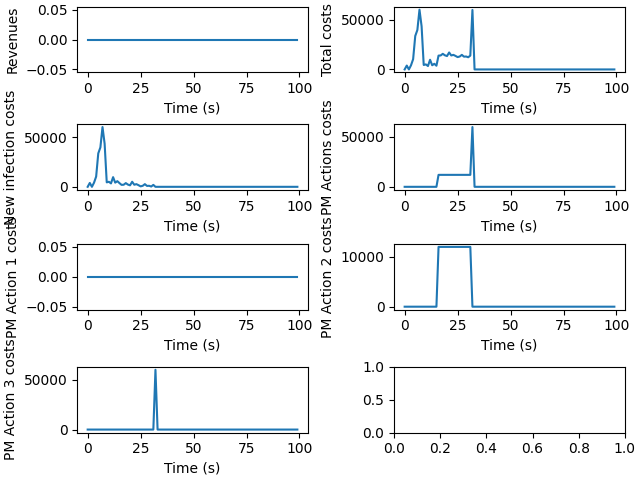 Revenues
0.05
0.00
−0.05
0 25 50 75 100
Time (s)
Total costs
50000
0
0 25 50 75 100
Time (s)
New infection costs
50000
0
0 25 50 75 100
Time (s)
PM Actions costs
50000
0
0 25 50 75 100
Time (s)
PM Action 1 costs
0.05
0.00
−0.05
0 25 50 75 100
Time (s)
PM Action 2 costs
10000
0
0 25 50 75 100
Time (s)
PM Action 3 costs
50000
0
0 25 50 75 100
Time (s)
1.0
0.5
0.0
0.0 0.2 0.4 0.6 0.8 1.0